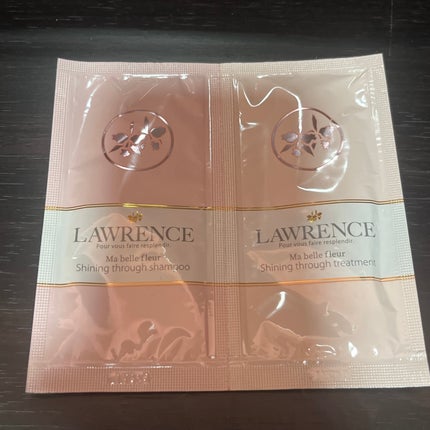 LAWRENCE
Pour vous faire resplendir.
Ma belle fleur
Shining through shampoo
LAWRENCE
Pour vous faire resplendir.
Ma belle fleur
Shining through treatment